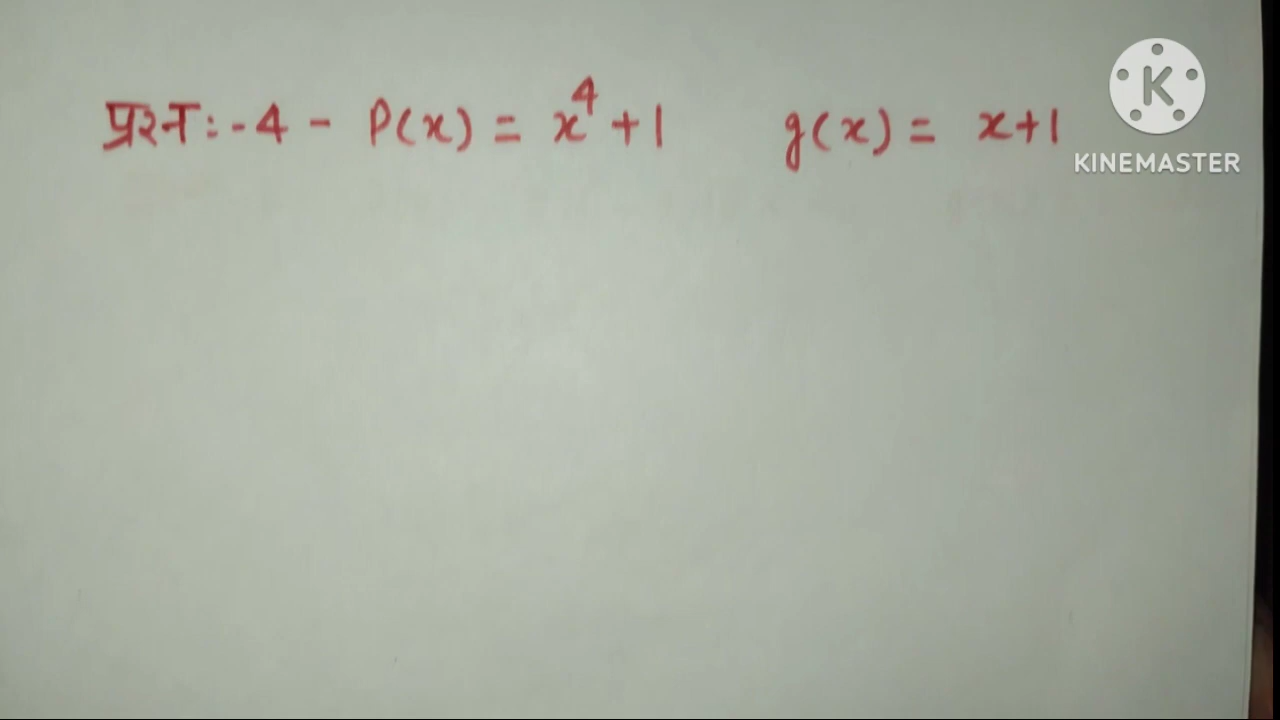 प्रश्न:-4 - P(x) = x⁴+1 g(x) = x+1
K
KINEMASTER